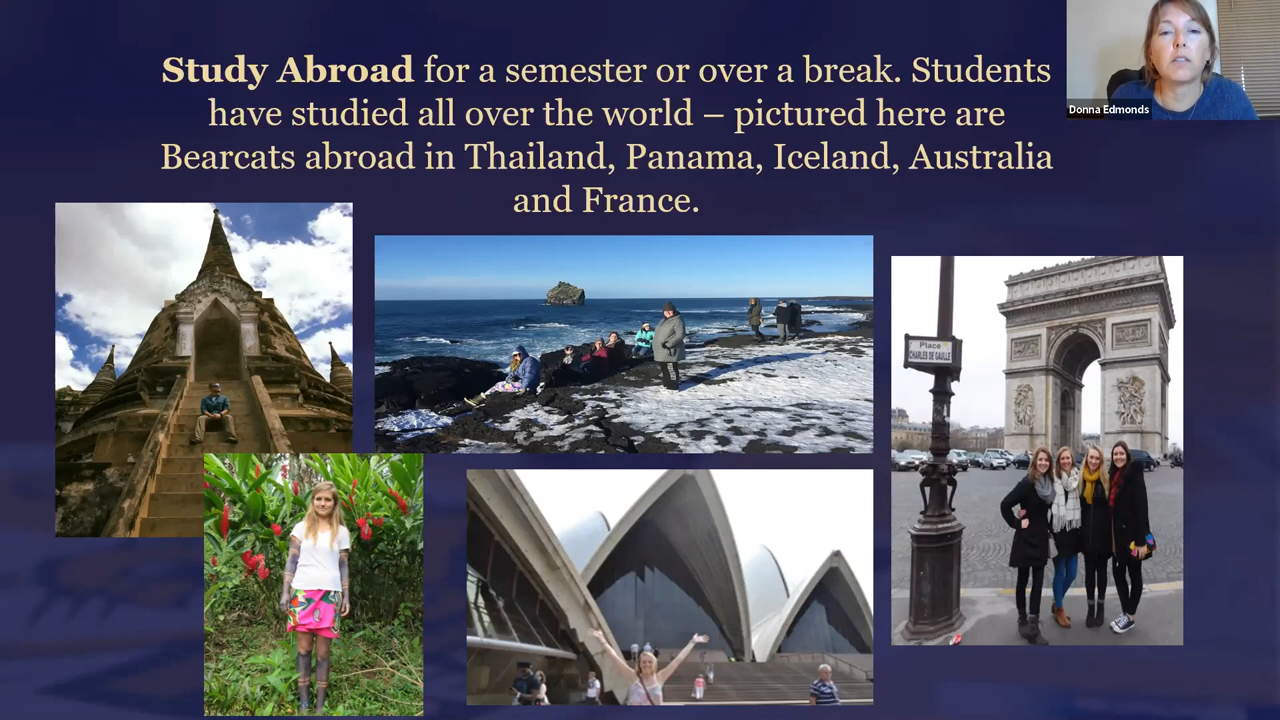 Study Abroad for a semester or over a break. Students
have studied all over the world – pictured here are
Bearcats abroad in Thailand, Panama, Iceland, Australia
and France.
Donna Edmonds
Place
CHARLES DE GAULLE